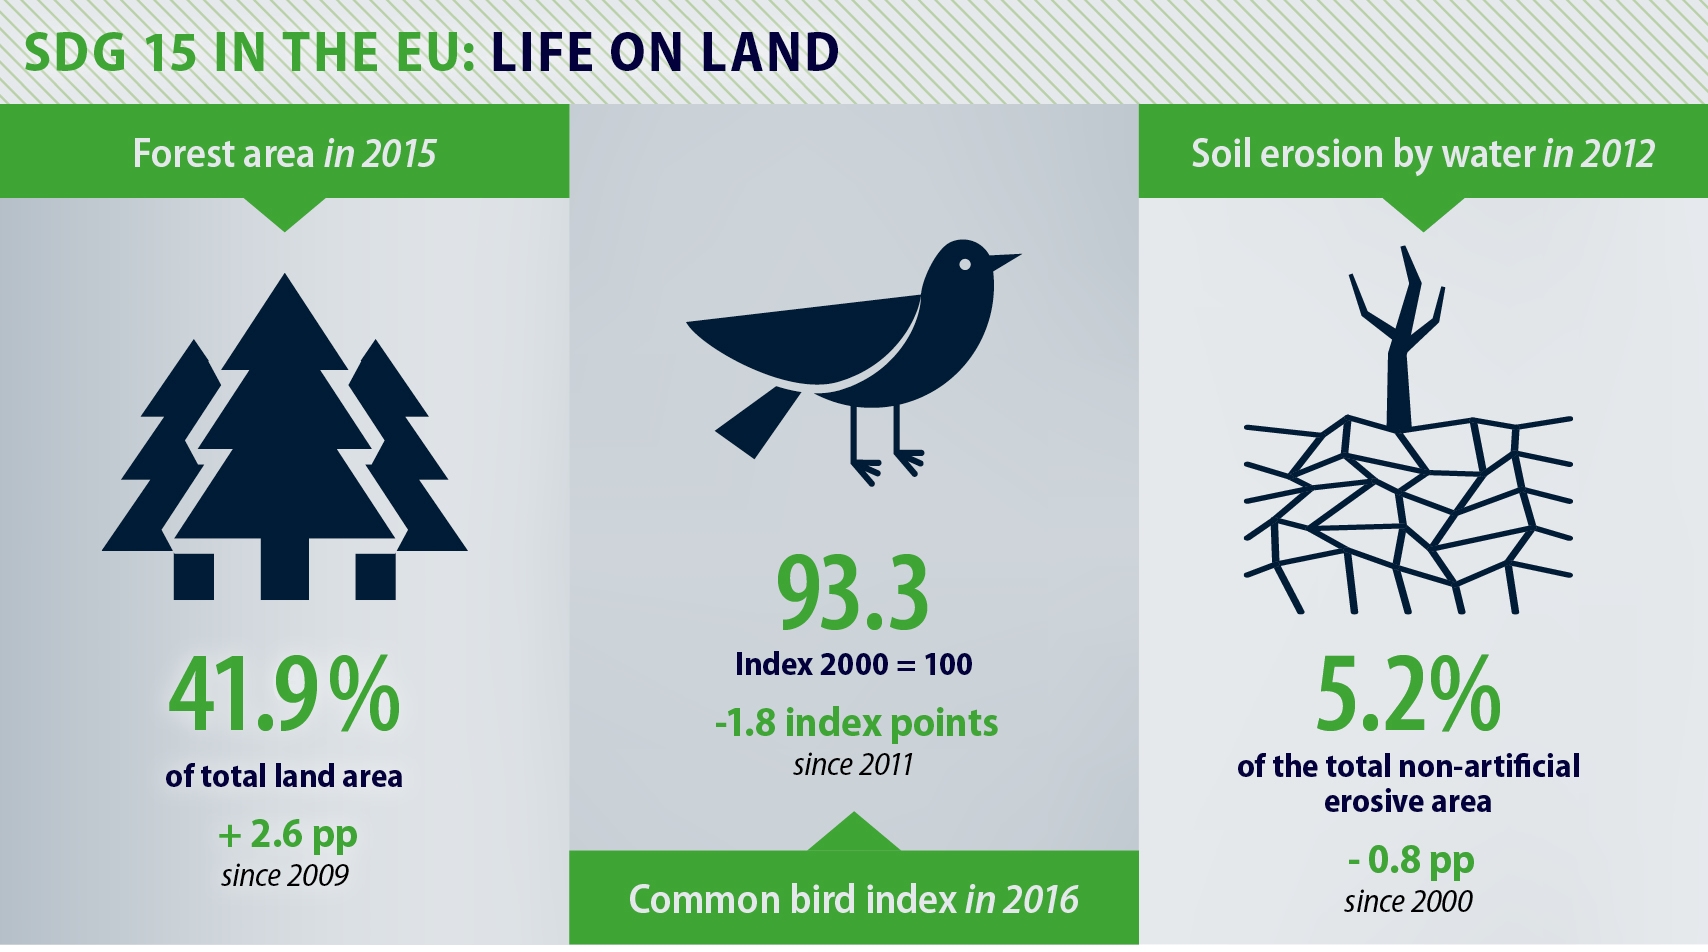 SDG 15 IN THE EU: LIFE ON LAND
Forest area in 2015
41.9%
of total land area
+ 2.6 pp
since 2009
93.3
Index 2000 = 100
-1.8 index points
since 2011
Common bird index in 2016
Soil erosion by water in 2012
5.2%
of the total non-artificial
erosive area
- 0.8 pp
since 2000